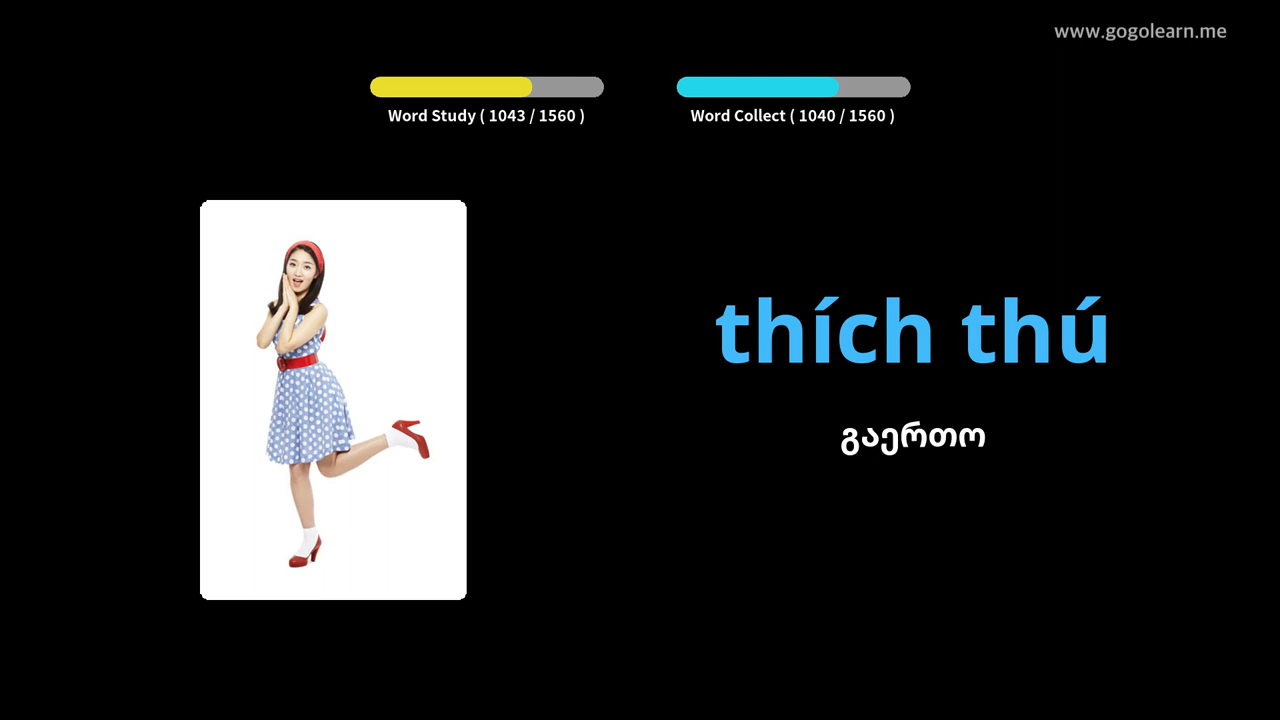 www.gogolearn.me
Word Study ( 1043 / 1560 )
Word Collect ( 1040 / 1560 )
thích thú
გაერთო